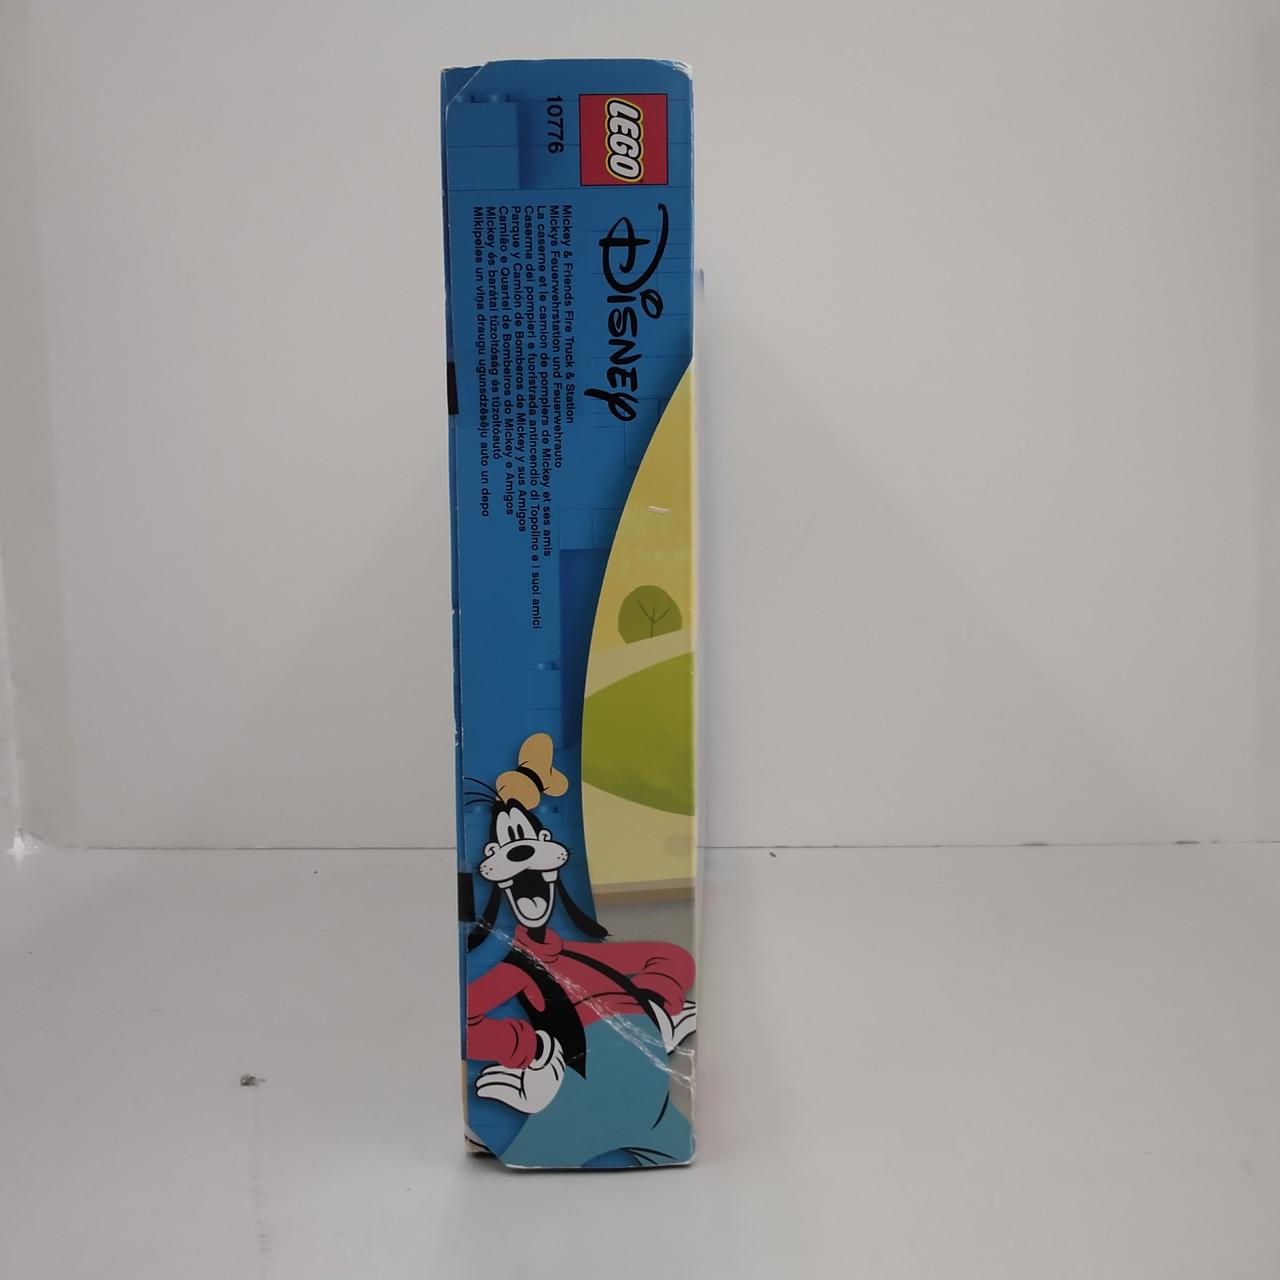 LEGO
10776
Disney
Mickey & Friends Fire Truck & Station
Mickys Feuerwehrstation und Feuerwehrauto
La caserne et le camion de pompiers de Mickey et ses amis
Caserma dei pompieri e fuoristrada antincendio di Topolino e i suoi amici
Parque y Camión de Bomberos de Mickey y sus Amigos
Camião e Quartel de Bombeiros do Mickey e Amigos
Mickey és barátai tűzoltóság és tűzoltóautó
Mikipeles un viņa draugu ugunsdzēsēju auto un depo